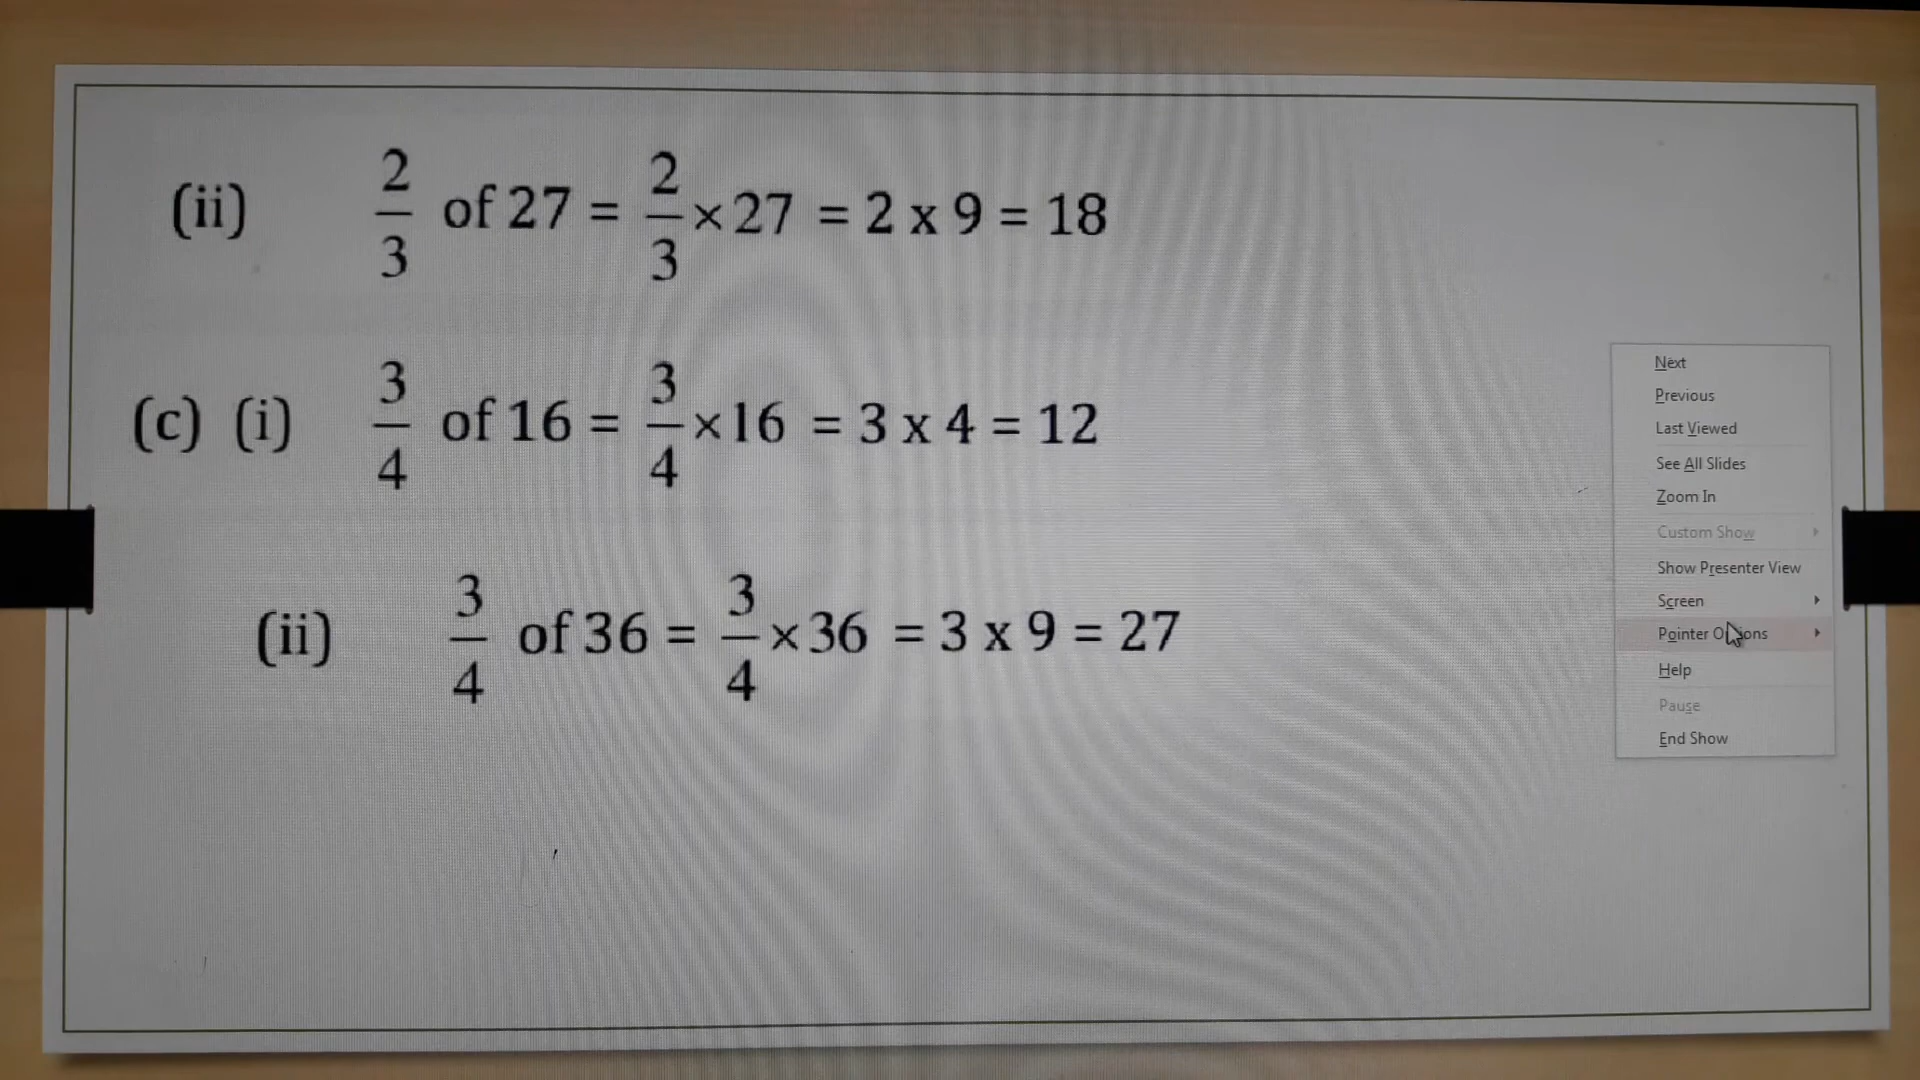 (ii) 2/3 of 27 = 2/3 × 27 = 2 x 9 = 18
(c) (i) 3/4 of 16 = 3/4 × 16 = 3 x 4 = 12
(ii) 3/4 of 36 = 3/4 × 36 = 3 x 9 = 27
Next
Previous
Last Viewed
See All Slides
Zoom In
Custom Show
Show Presenter View
Screen
Pointer Options
Help
Pause
End Show